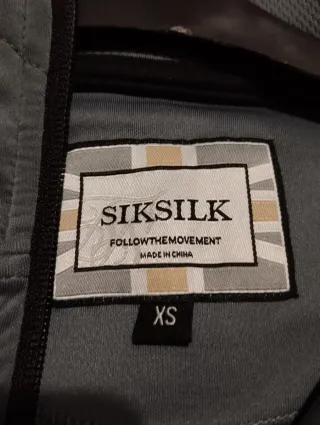 SIKSILK
FOLLOWTHEMOVEMENT
MADE IN CHINA
XS